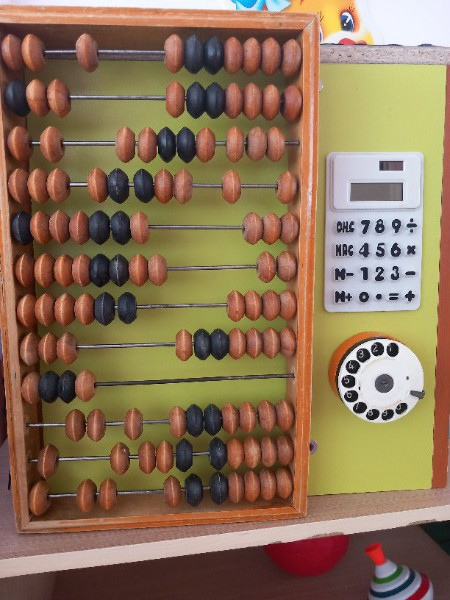 ON/C 7 8 9 ÷
MRC 4 5 6 ×
M- 1 2 3 -
M+ 0 • = +